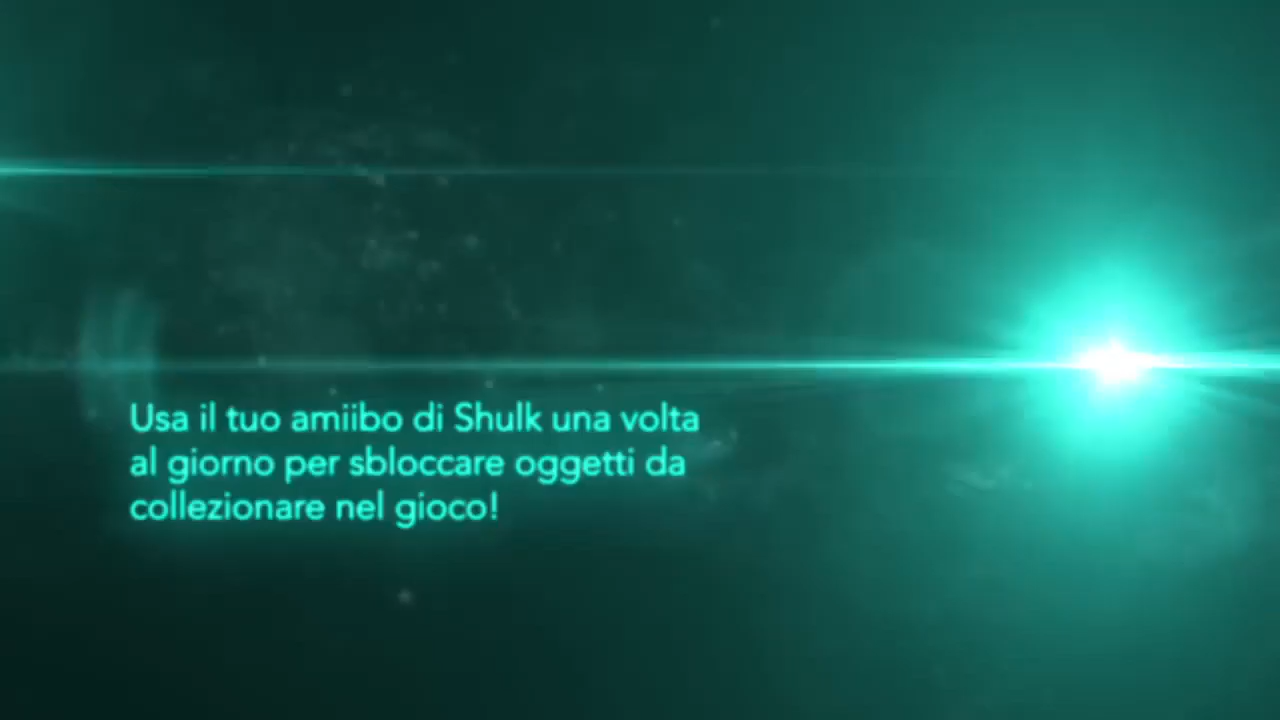 Usa il tuo amiibo di Shulk una volta
al giorno per sbloccare oggetti da
collezionare nel gioco!